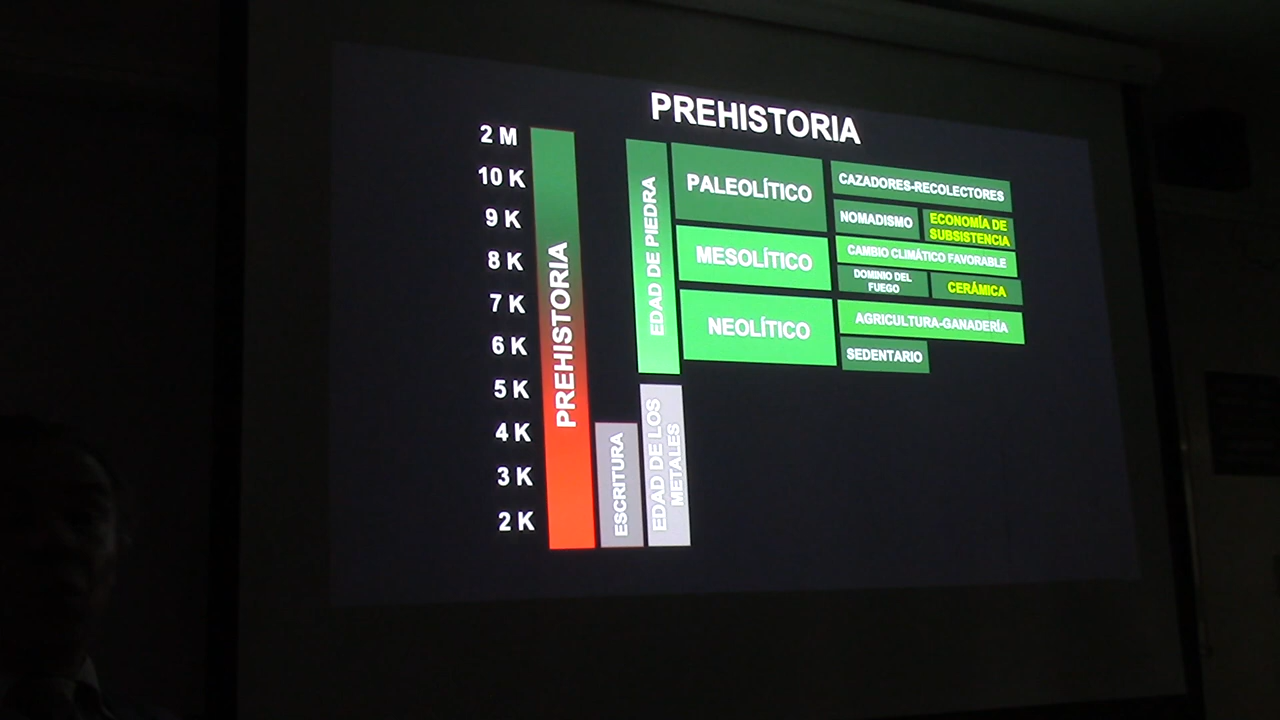 PREHISTORIA
2 M
10 K
9 K
8 K
7 K
6 K
5 K
4 K
3 K
2 K
PREHISTORIA
ESCRITURA
EDAD DE PIEDRA
EDAD DE LOS
METALES
PALEOLÍTICO
CAZADORES-RECOLECTORES
NOMADISMO
ECONOMÍA DE
SUBSISTENCIA
MESOLÍTICO
CAMBIO CLIMÁTICO FAVORABLE
DOMINIO DEL
FUEGO
CERÁMICA
NEOLÍTICO
AGRICULTURA-GANADERÍA
SEDENTARIO